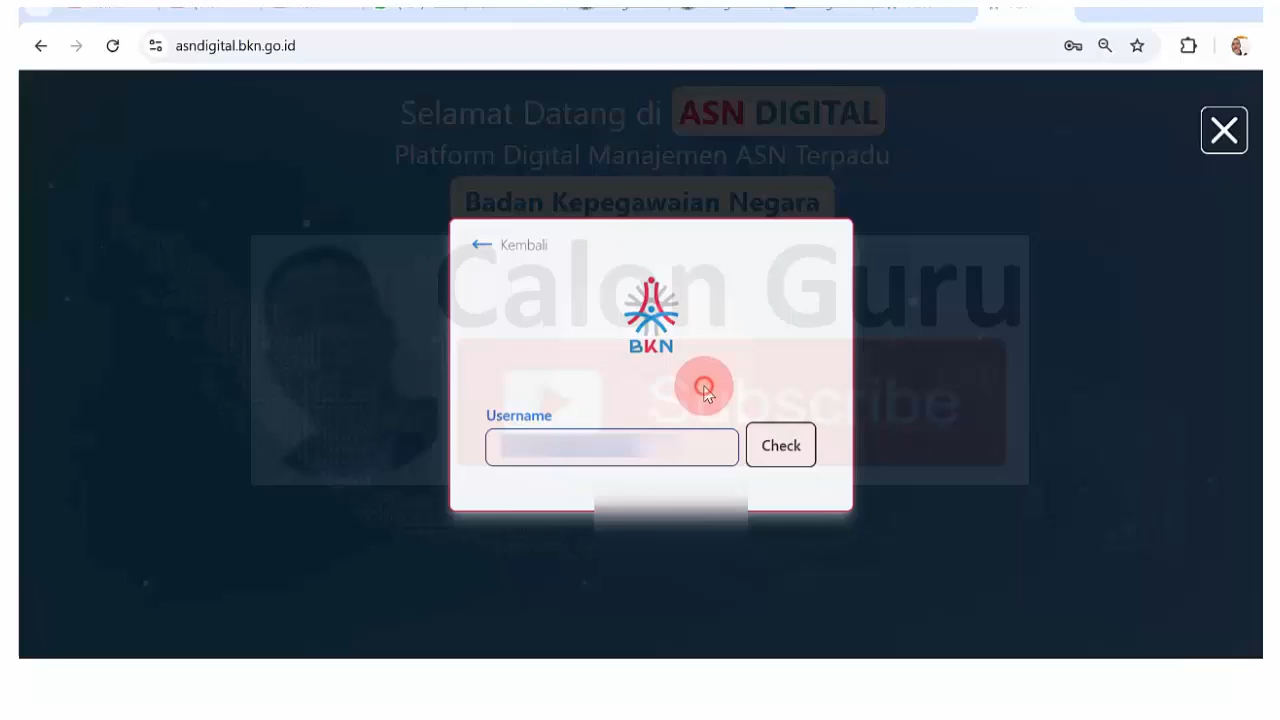 asndigital.bkn.go.id
Selamat Datang di ASN DIGITAL
Platform Digital Manajemen ASN Terpadu
Badan Kepegawaian Negara
Kembali
Calon Guru
BKN
Subscribe
Username
Check